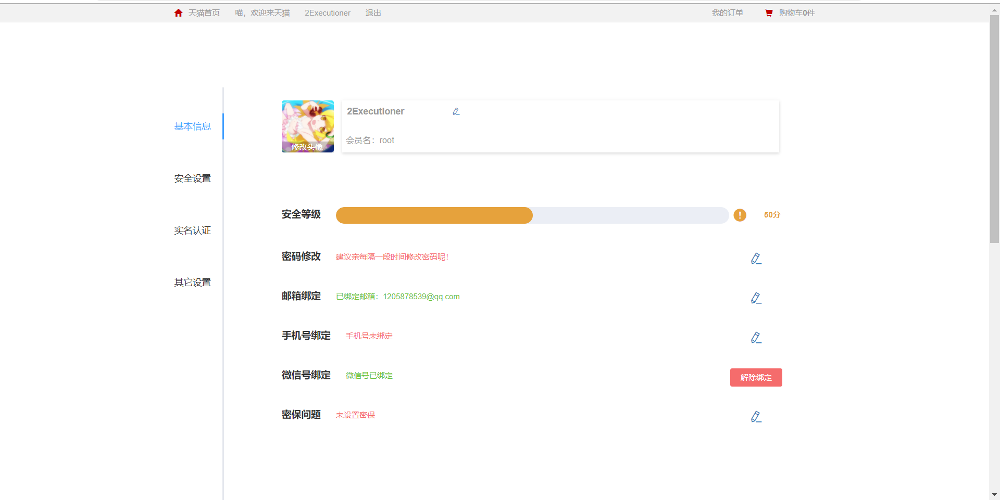 天猫首页 喵，欢迎来天猫 2Executioner 退出 我的订单 购物车0件
基本信息
安全设置
实名认证
其它设置
修改头像
2Executioner
会员名：root
安全等级 50分
密码修改 建议亲每隔一段时间修改密码呢！
邮箱绑定 已绑定邮箱：1205878539@qq.com
手机号绑定 手机号未绑定
微信号绑定 微信号已绑定 解除绑定
密保问题 未设置密保